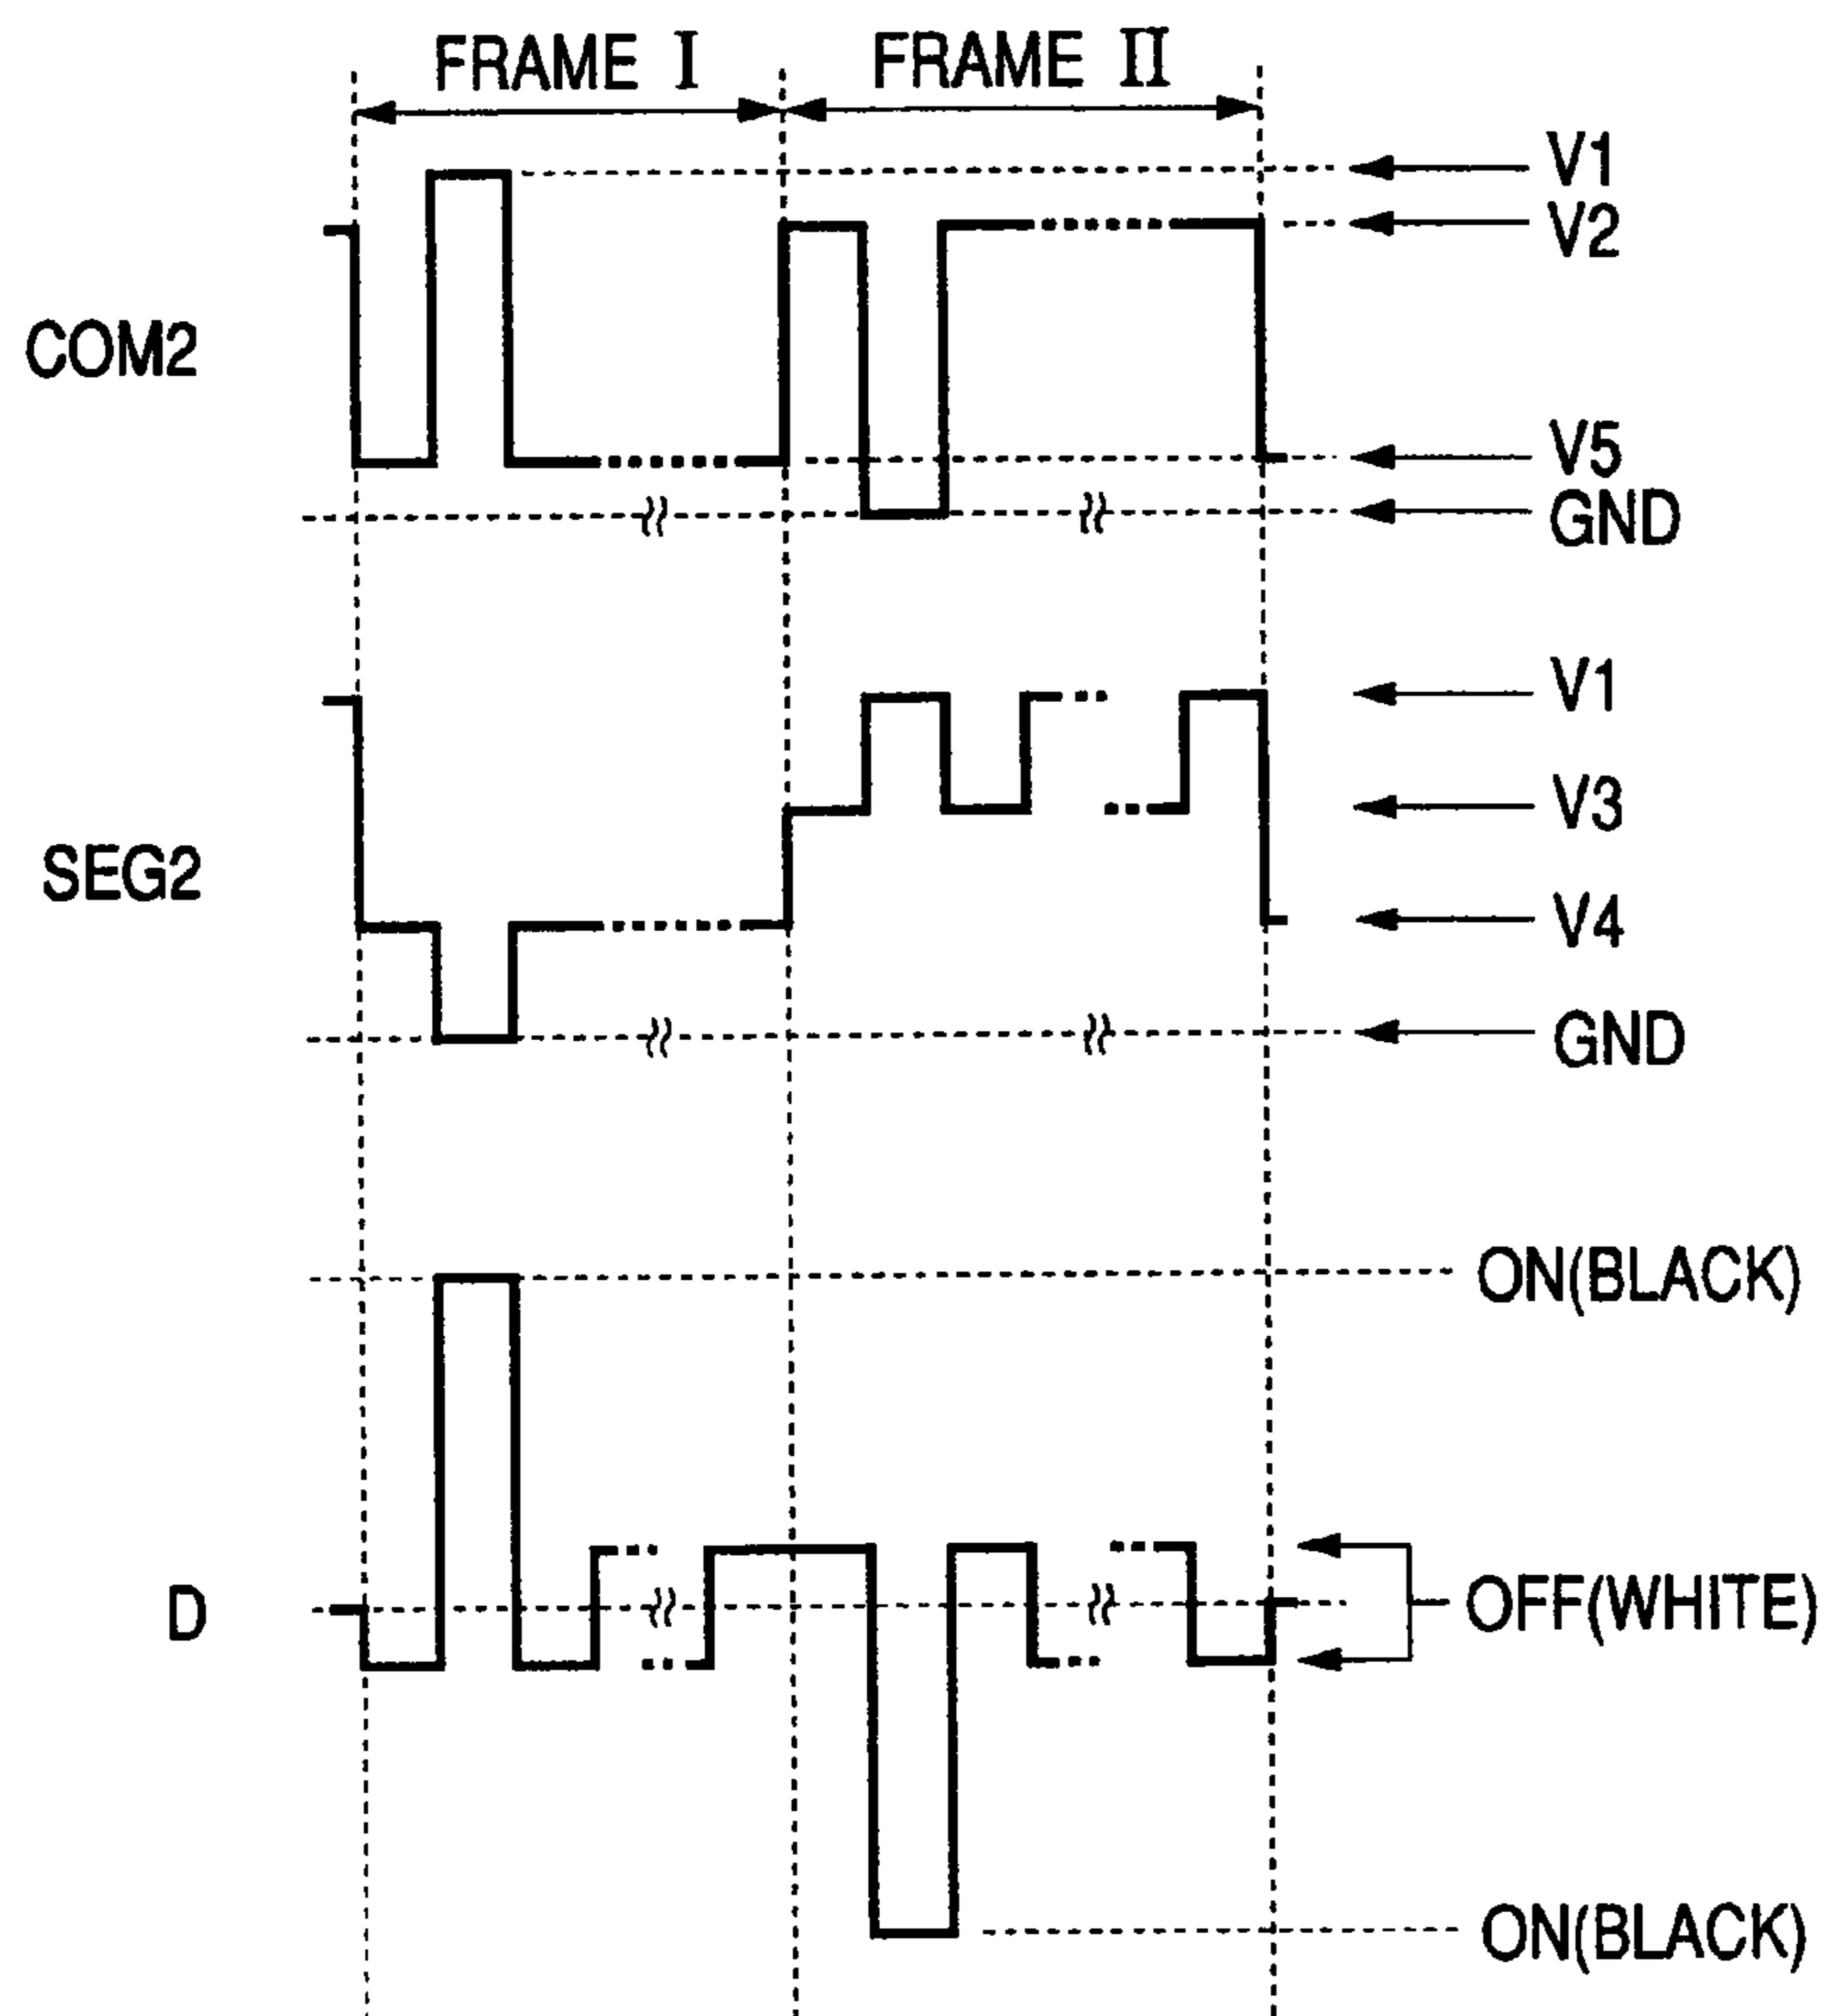 FRAME I
FRAME II
V1
V2
COM2
V5
GND
V1
V3
SEG2
V4
GND
ON(BLACK)
D
OFF(WHITE)
ON(BLACK)